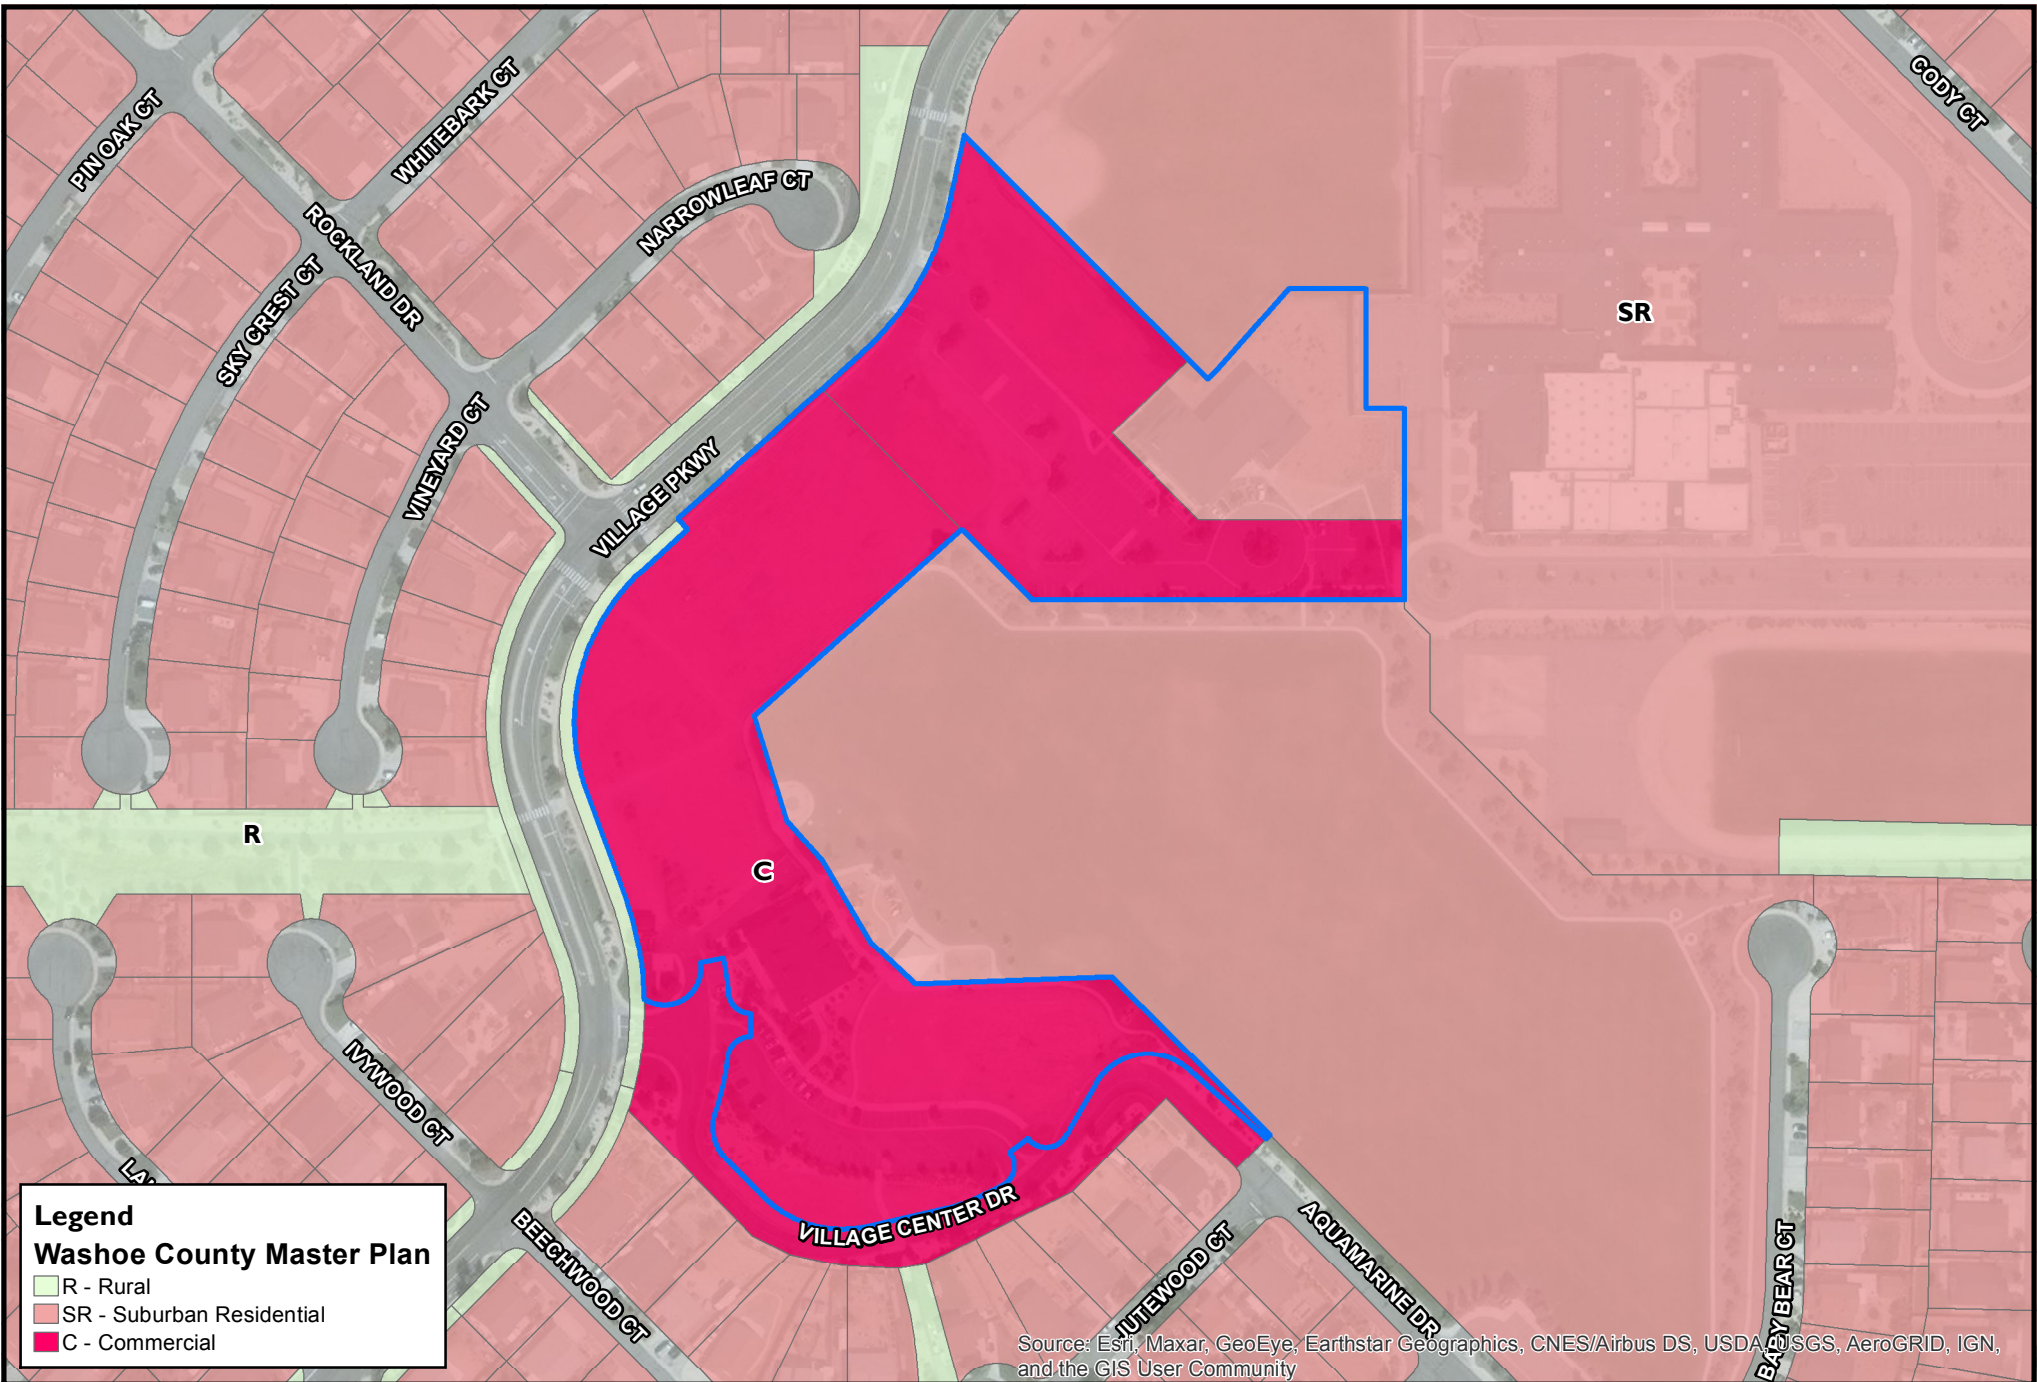 CODY CT
WHITEBARK CT
PIN OAK CT
NARROWLEAF CT
ROCKLAND DR
SKY CREST CT
SR
VINEYARD CT
VILLAGE PKWY
R
C
IVYWOOD CT
VILLAGE CENTER DR
BEECHWOOD CT
JUTEWOOD CT
AQUAMARINE DR
BABYBEAR CT
Legend
Washoe County Master Plan
R - Rural
SR - Suburban Residential
C - Commercial
Source: Esri, Maxar, GeoEye, Earthstar Geographics, CNES/Airbus DS, USDA, USGS, AeroGRID, IGN,
and the GIS User Community